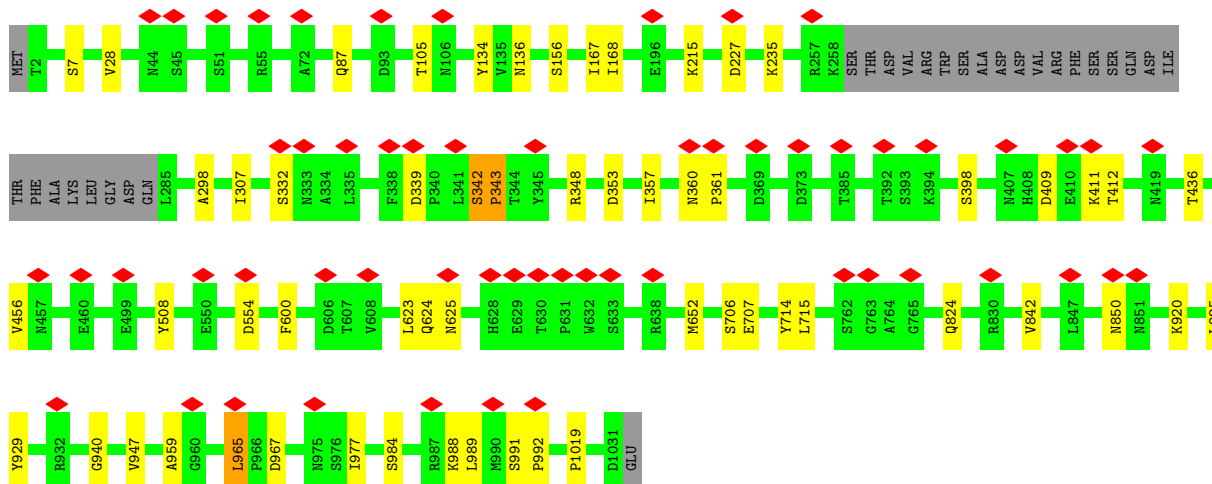 MET T2 S7 V28 N44 S45 S51 R55 A72 Q87 D93 T105 N106 Y134 V135 N136 S156 I167 I168 K215 E196 D227 K235 R257 K258 SER THR ASP VAL ARG TRP SER ALA ASP ASP VAL ARG PHE SER SER GLN ASP ILE
THR PHE ALA LYS LEU GLY ASP GLN L285 A298 I307 S332 N333 A334 L335 F338 D339 P340 L341 S342 P343 T344 Y345 R348 D353 I357 N360 P361 D369 D373 T385 T392 S393 K394 S398 N407 H408 D409 E410 K411 T412 N419 T436
V456 N457 E460 E499 Y508 E550 D554 F600 D606 T607 V608 L623 Q624 N625 H628 E629 T630 P631 W632 S633 R638 M652 S706 E707 Y714 L715 S762 G763 A764 G765 Q824 R830 V842 L847 N850 N851 K920
Y929 R932 G940 V947 A959 G960 L965 P966 D967 N975 S976 I977 S984 R987 K988 L989 M990 S991 P992 P1019 D1031 GLU